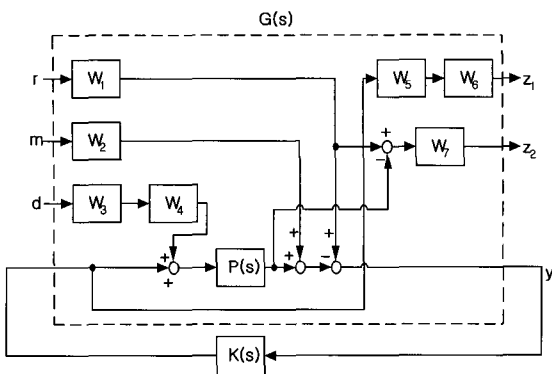 G(s)
r W₁ W₅ W₆ z₁
+
m W₂ - W₇ z₂
d W₃ W₄
+ +
+ P(s) + -
+
y
K(s)